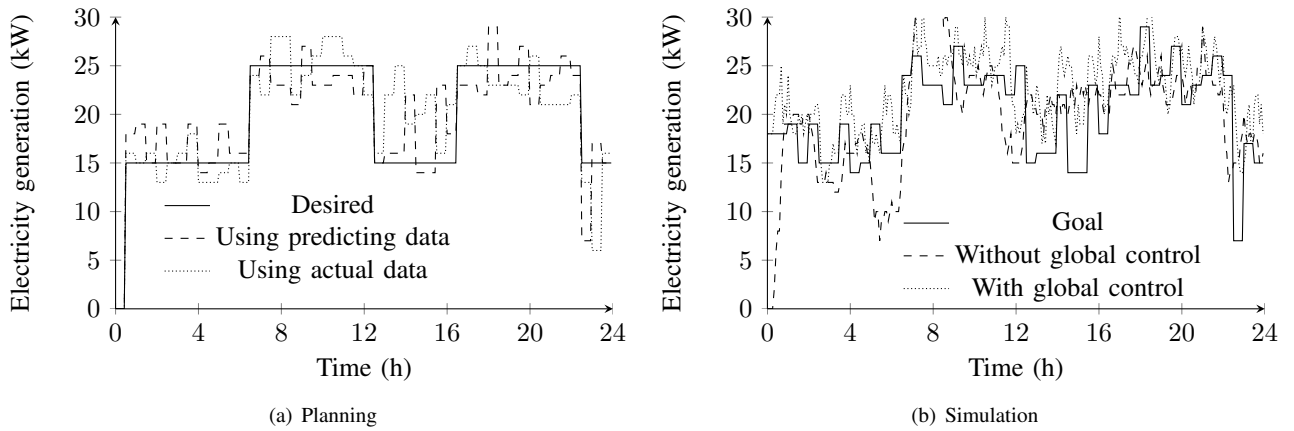 Electricity generation (kW)
30
25
20
15
10
5
0
Desired
Using predicting data
Using actual data
0 4 8 12 16 20 24
Time (h)
(a) Planning
Electricity generation (kW)
30
25
20
15
10
5
0
Goal
Without global control
With global control
0 4 8 12 16 20 24
Time (h)
(b) Simulation